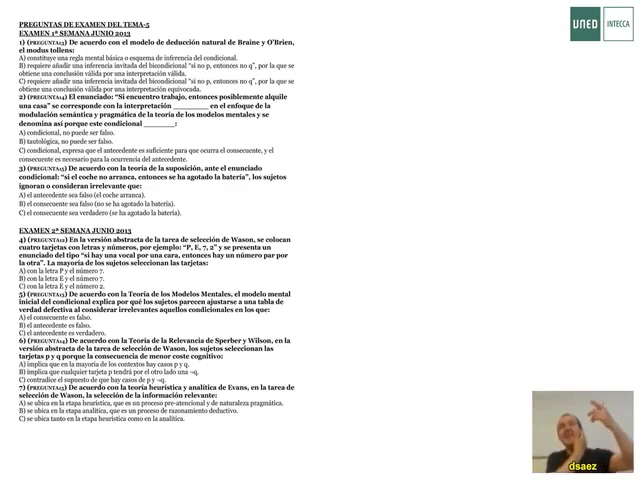 PREGUNTAS DE EXAMEN DEL TEMA-5
EXAMEN 1ª SEMANA JUNIO 2013
1) (PREGUNTA13) De acuerdo con el modelo de deducción natural de Braine y O'Brien,
el modus tollens:
A) constituye una regla mental básica o esquema de inferencia del condicional.
B) requiere añadir una inferencia invitada del bicondicional "si no p, entonces no q", por la que se
obtiene una conclusión válida por una interpretación válida.
C) requiere añadir una inferencia invitada del bicondicional "si no p, entonces no q", por la que se
obtiene una conclusión válida por una interpretación equivocada.
2) (PREGUNTA14) El enunciado: "Si encuentro trabajo, entonces posiblemente alquile
una casa" se corresponde con la interpretación ________ en el enfoque de la
modulación semántica y pragmática de la teoría de los modelos mentales y se
denomina así porque este condicional _______:
A) condicional, no puede ser falso.
B) tautológica, no puede ser falso.
C) condicional, expresa que el antecedente es suficiente para que ocurra el consecuente, y el
consecuente es necesario para la ocurrencia del antecedente.
3) (PREGUNTA15) De acuerdo con la teoría de la suposición, ante el enunciado
condicional: "si el coche no arranca, entonces se ha agotado la batería", los sujetos
ignoran o consideran irrelevante que:
A) el antecedente sea falso (el coche arranca).
B) el consecuente sea falso (no se ha agotado la batería).
C) el consecuente sea verdadero (se ha agotado la batería).
EXAMEN 2ª SEMANA JUNIO 2013
4) (PREGUNTA12) En la versión abstracta de la tarea de selección de Wason, se colocan
cuatro tarjetas con letras y números, por ejemplo: "P, E, 7, 2" y se presenta un
enunciado del tipo "si hay una vocal por una cara, entonces hay un número par por
la otra". La mayoría de los sujetos seleccionan las tarjetas:
A) con la letra P y el número 7.
B) con la letra E y el número 7.
C) con la letra E y el número 2.
5) (PREGUNTA13) De acuerdo con la Teoría de los Modelos Mentales, el modelo mental
inicial del condicional explica por qué los sujetos parecen ajustarse a una tabla de
verdad defectiva al considerar irrelevantes aquellos condicionales en los que:
A) el consecuente es falso.
B) el antecedente es falso.
C) el antecedente es verdadero.
6) (PREGUNTA14) De acuerdo con la Teoría de la Relevancia de Sperber y Wilson, en la
versión abstracta de la tarea de selección de Wason, los sujetos seleccionan las
tarjetas p y q porque la consecuencia de menor coste cognitivo:
A) implica que en la mayoría de los contextos hay casos p y q.
B) implica que cualquier tarjeta p tendrá por el otro lado una ¬q.
C) contradice el supuesto de que hay casos de p y ¬q.
7) (PREGUNTA15) De acuerdo con la teoría heurística y analítica de Evans, en la tarea de
selección de Wason, la selección de la información relevante:
A) se ubica en la etapa heurística, que es un proceso pre-atencional y de naturaleza pragmática.
B) se ubica en la etapa analítica, que es un proceso de razonamiento deductivo.
C) se ubica tanto en la etapa heurística como en la analítica.
UNED
INTECCA
dsaez